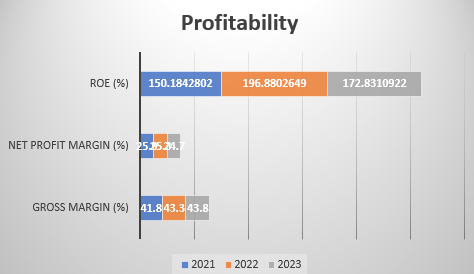 Profitability
ROE (%)
150.1842802 196.8802649 172.8310922
NET PROFIT MARGIN (%)
GROSS MARGIN (%)
41.8 43.3 43.8
2021 2022 2023